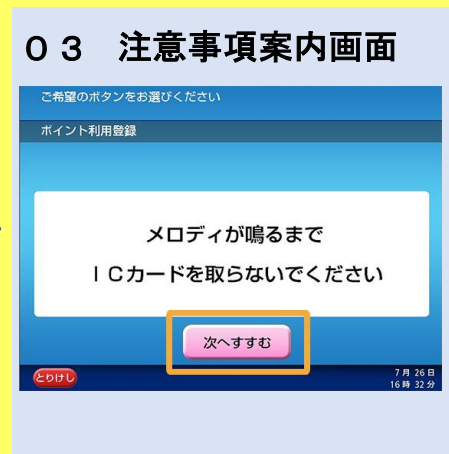 ０３　注意事項案内画面
ご希望のボタンをお選びください
ポイント利用登録
メロディが鳴るまで
ＩＣカードを取らないでください
次へすすむ
とりけし
7月 26日
16時 32分